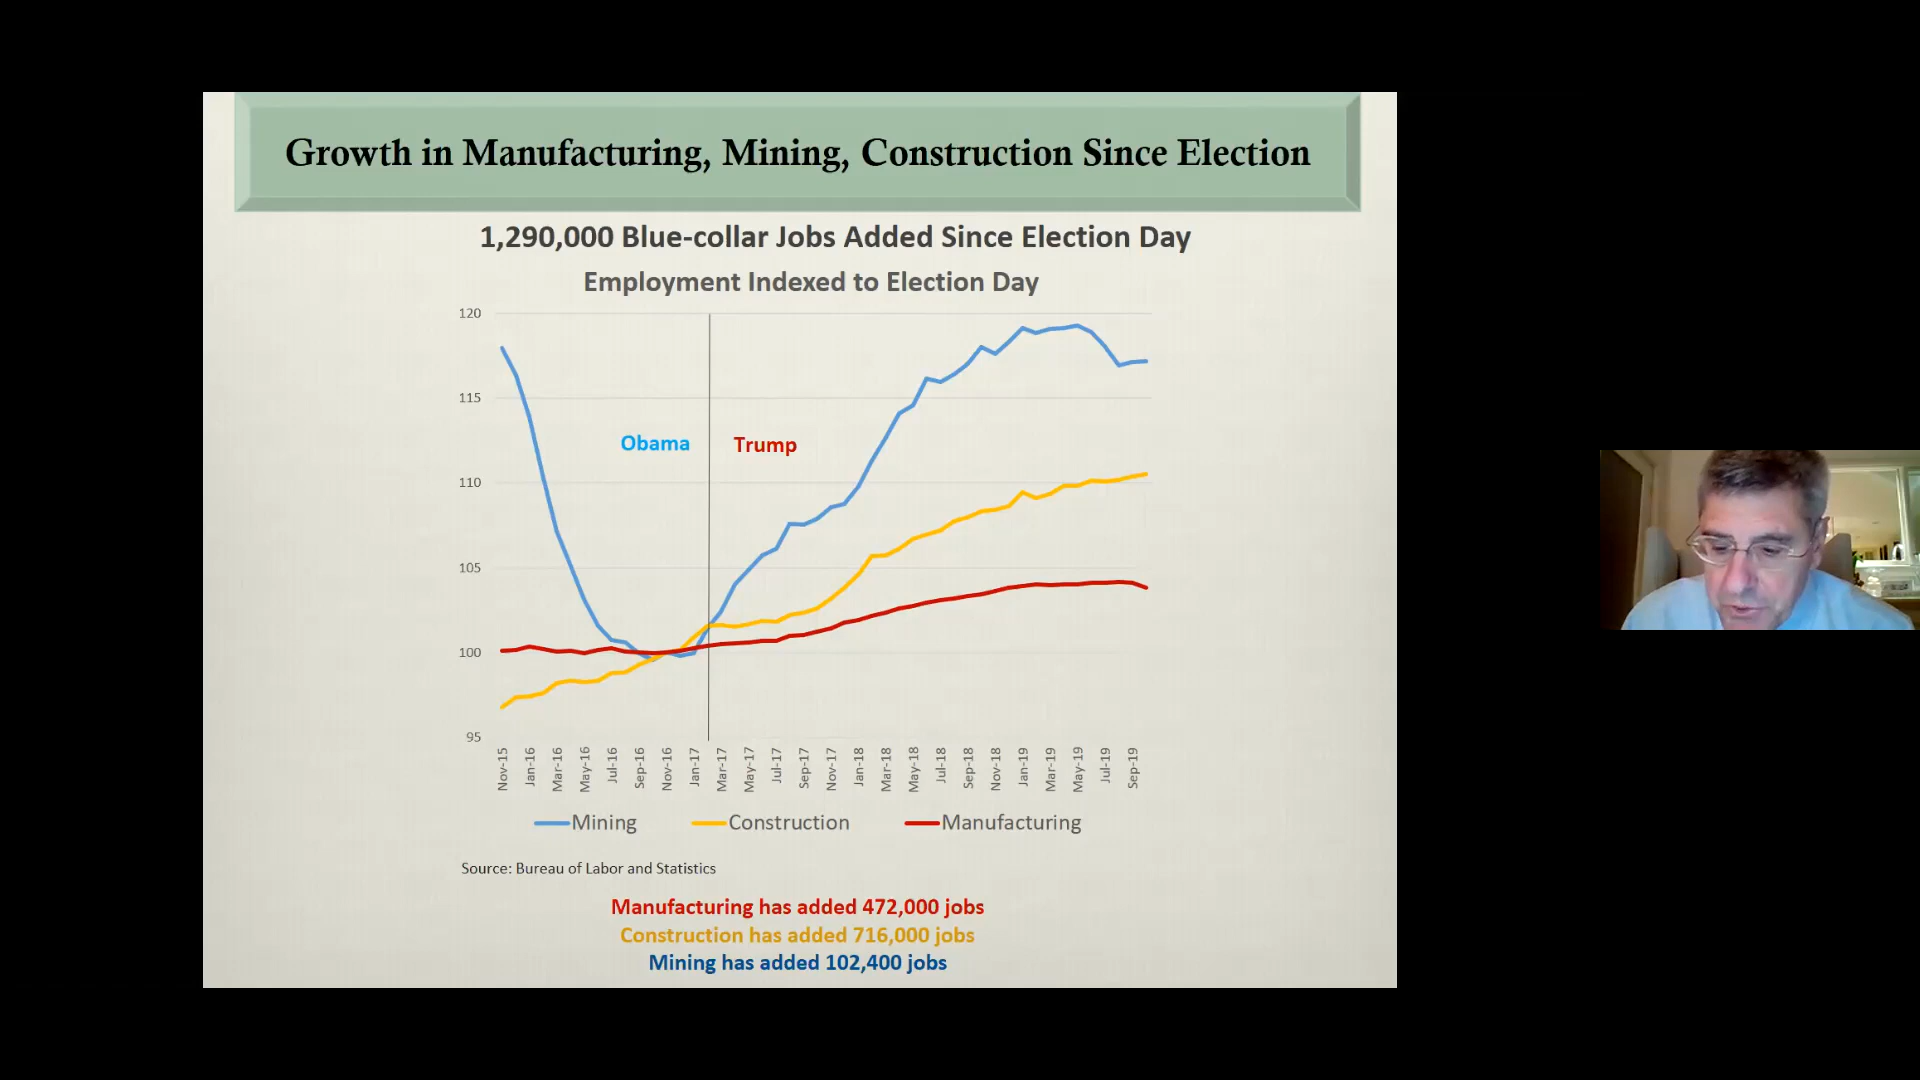 Growth in Manufacturing, Mining, Construction Since Election
1,290,000 Blue-collar Jobs Added Since Election Day
Employment Indexed to Election Day
120
115
110
105
100
95
Obama
Trump
Nov-15
Jan-16
Mar-16
May-16
Jul-16
Sep-16
Nov-16
Jan-17
Mar-17
May-17
Jul-17
Sep-17
Nov-17
Jan-18
Mar-18
May-18
Jul-18
Sep-18
Nov-18
Jan-19
Mar-19
May-19
Jul-19
Sep-19
Mining
Construction
Manufacturing
Source: Bureau of Labor and Statistics
Manufacturing has added 472,000 jobs
Construction has added 716,000 jobs
Mining has added 102,400 jobs